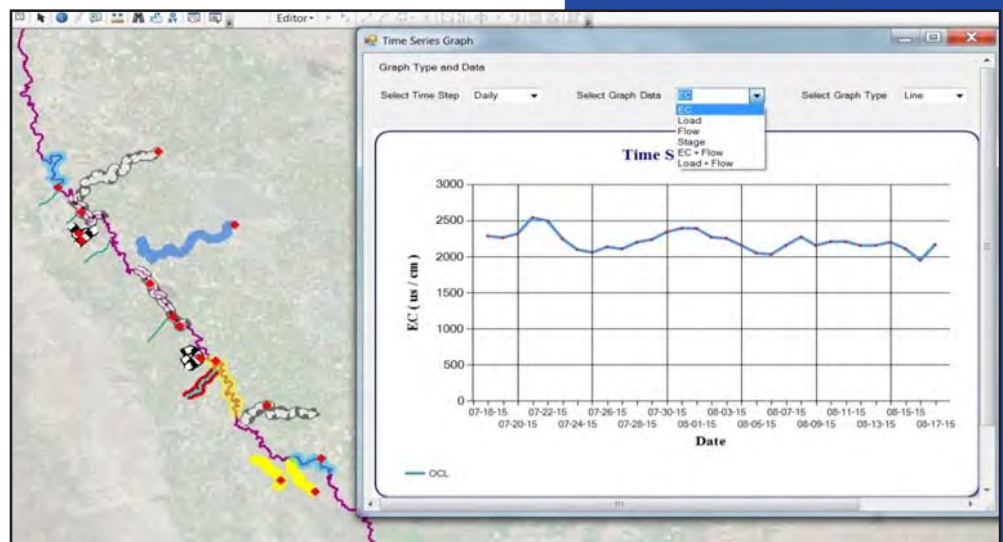 Editor
Time Series Graph
Graph Type and Data
Select Time Step Daily Select Graph Data EC Select Graph Type Line
EC
Load
Flow
Stage
EC + Flow
Load + Flow
Time S
3000
2500
2000
1500
1000
500
0
EC ( us / cm )
07-18-15 07-22-15 07-26-15 07-30-15 08-03-15 08-07-15 08-11-15 08-15-15
07-20-15 07-24-15 07-28-15 08-01-15 08-05-15 08-09-15 08-13-15 08-17-15
Date
OCL